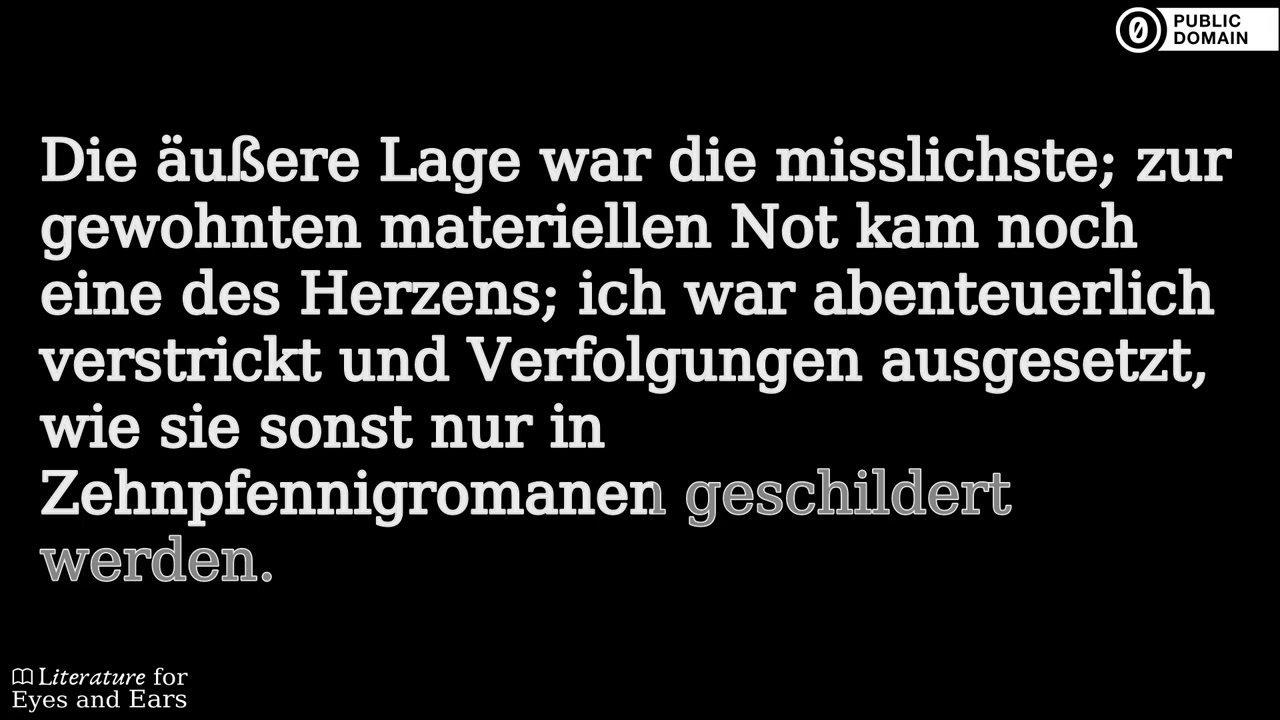 PUBLIC
DOMAIN
Die äußere Lage war die misslichste; zur
gewohnten materiellen Not kam noch
eine des Herzens; ich war abenteuerlich
verstrickt und Verfolgungen ausgesetzt,
wie sie sonst nur in
Zehnpfennigromanen geschildert
werden.
Literature for
Eyes and Ears